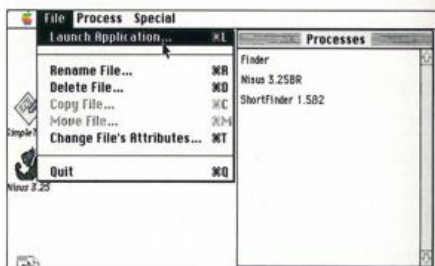 File Process Special
Launch Application... ⌘L
Rename File... ⌘R
Delete File... ⌘D
Copy File... ⌘C
Move File... ⌘M
Change File's Attributes... ⌘T
Quit ⌘Q
Processes
Finder
Nisus 3.25BR
ShortFinder 1.5B2
Nisus 3.25